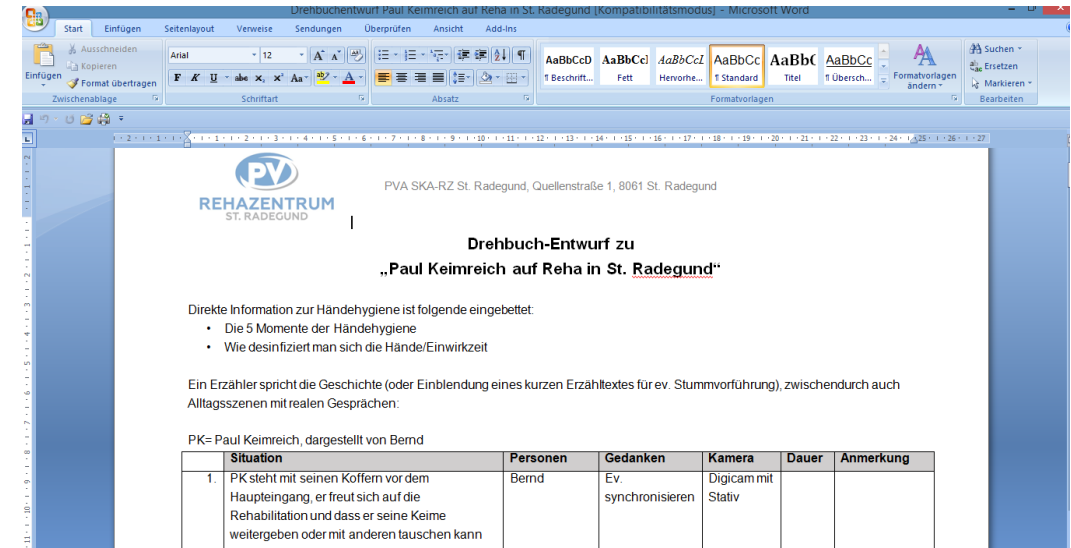 Drehbuchentwurf Paul Keimreich auf Reha in St. Radegund [Kompatibilitätsmodus] - Microsoft Word
Start Einfügen Seitenlayout Verweise Sendungen Überprüfen Ansicht Add-Ins
Einfügen
Ausschneiden
Kopieren
Format übertragen
Zwischenablage
Arial 12
F K U abc x₂ x² Aa
Schriftart
Absatz
AaBbCcD AaBbCcI AaBbCcI AaBbCc AaBb( AaBbCc
¶ Beschrift... Fett Hervorhe... ¶ Standard Titel ¶ Übersch...
Formatvorlagen ändern
Formatvorlagen
Suchen
Ersetzen
Markieren
Bearbeiten
PV
REHAZENTRUM
ST. RADEGUND
PVA SKA-RZ St. Radegund, Quellenstraße 1, 8061 St. Radegund
Drehbuch-Entwurf zu
„Paul Keimreich auf Reha in St. Radegund“
Direkte Information zur Händehygiene ist folgende eingebettet:
• Die 5 Momente der Händehygiene
• Wie desinfiziert man sich die Hände/Einwirkzeit
Ein Erzähler spricht die Geschichte (oder Einblendung eines kurzen Erzähltextes für ev. Stummvorführung), zwischendurch auch
Alltagsszenen mit realen Gesprächen:
PK= Paul Keimreich, dargestellt von Bernd
Situation Personen Gedanken Kamera Dauer Anmerkung
1. PK steht mit seinen Koffern vor dem Bernd Ev. Digicam mit
Haupteingang, er freut sich auf die synchronisieren Stativ
Rehabilitation und dass er seine Keime
weitergeben oder mit anderen tauschen kann